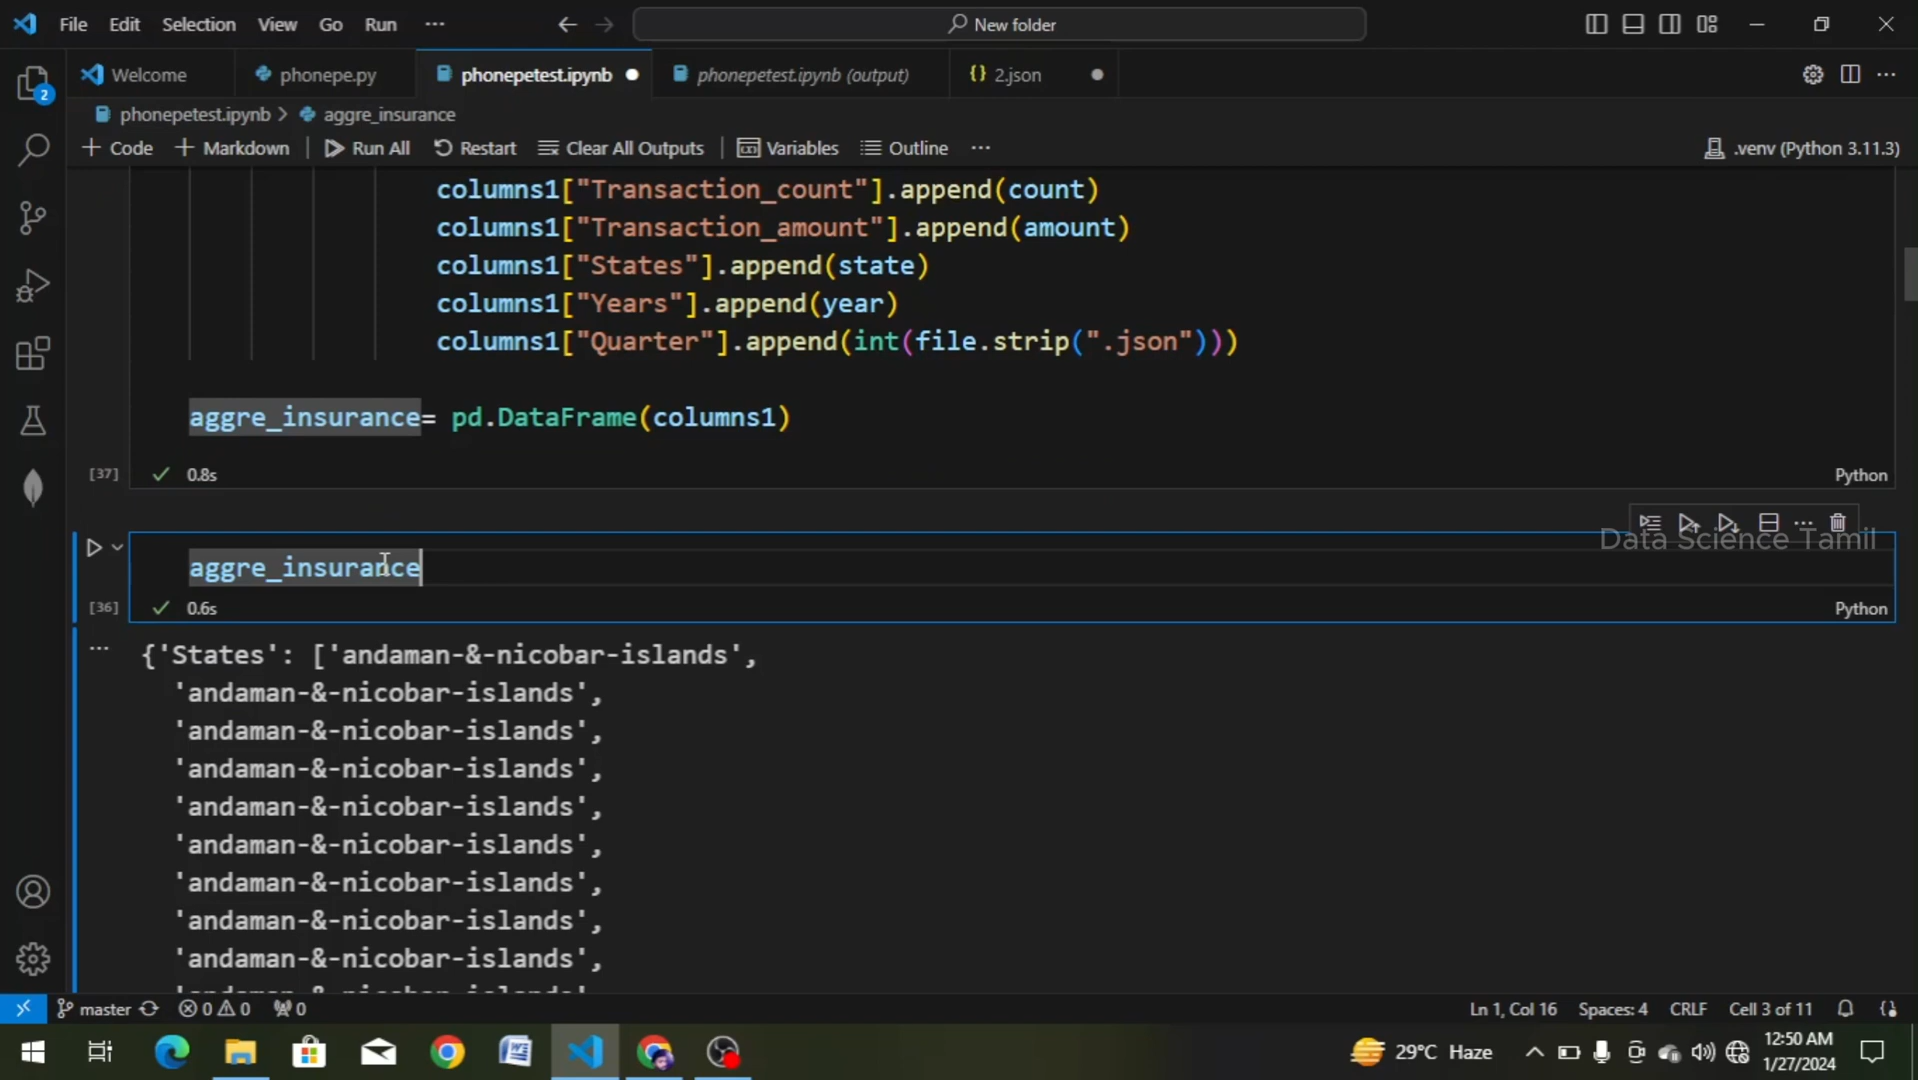 File Edit Selection View Go Run ··· New folder
Welcome phonepe.py phonepetest.ipynb phonepetest.ipynb (output) {} 2.json
phonepetest.ipynb > aggre_insurance
+ Code + Markdown Run All Restart Clear All Outputs Variables Outline ··· .venv (Python 3.11.3)
columns1["Transaction_count"].append(count)
columns1["Transaction_amount"].append(amount)
columns1["States"].append(state)
columns1["Years"].append(year)
columns1["Quarter"].append(int(file.strip(".json")))
aggre_insurance= pd.DataFrame(columns1)
[37] 0.8s Python
Data Science Tamil
aggre_insurance
[36] 0.6s Python
{'States': ['andaman-&-nicobar-islands',
'andaman-&-nicobar-islands',
'andaman-&-nicobar-islands',
'andaman-&-nicobar-islands',
'andaman-&-nicobar-islands',
'andaman-&-nicobar-islands',
'andaman-&-nicobar-islands',
'andaman-&-nicobar-islands',
'andaman-&-nicobar-islands',
master 0 0 0 Ln 1, Col 16 Spaces: 4 CRLF Cell 3 of 11
29°C Haze 12:50 AM
1/27/2024
2